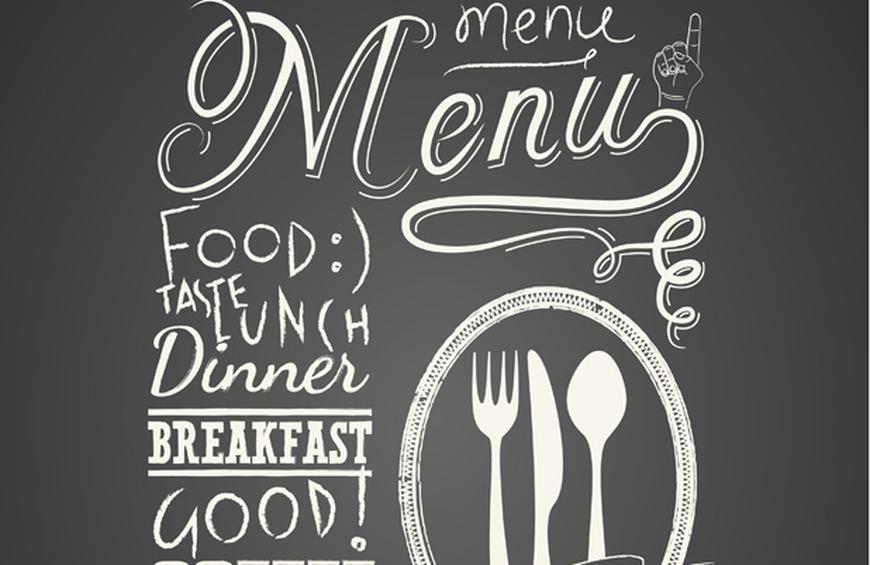 menu
Menu
FOOD:)
TASTE
LUNCH
Dinner
BREAKFAST
GOOD!